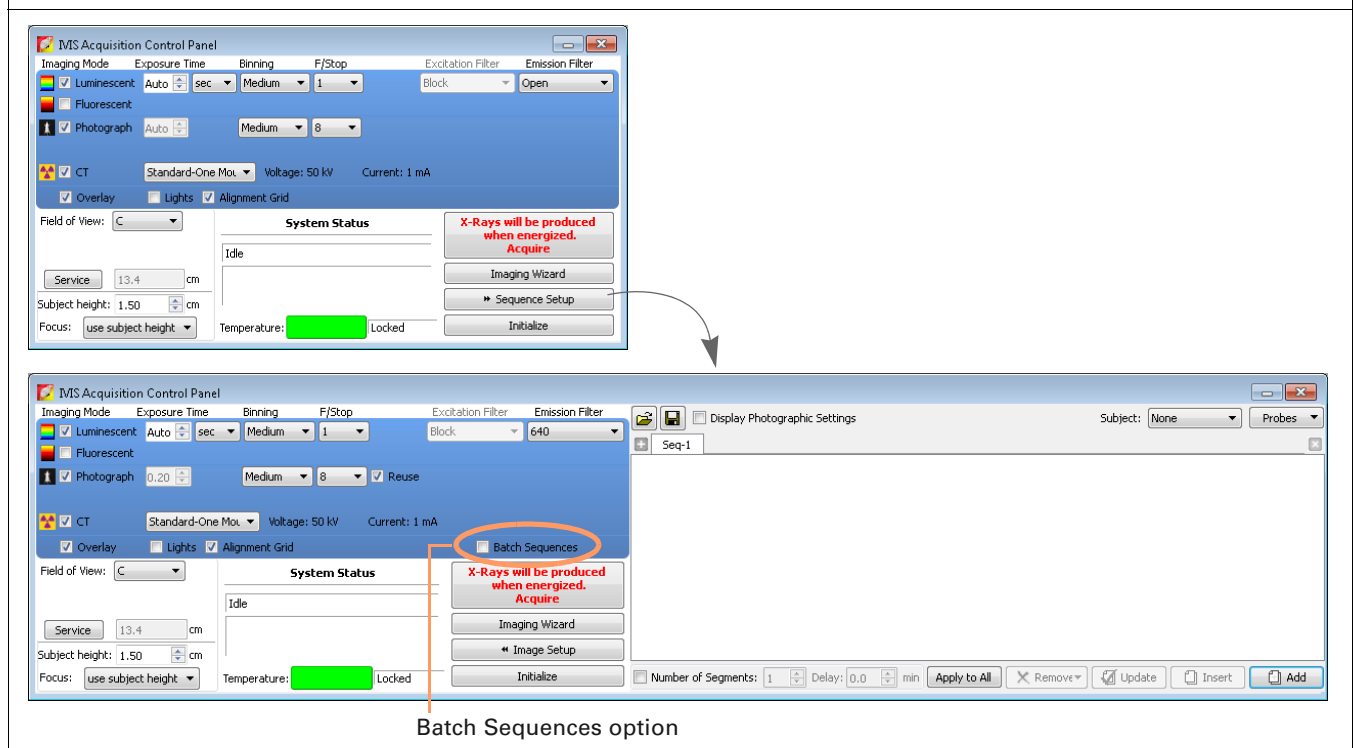 IVIS Acquisition Control Panel
Imaging Mode Exposure Time Binning F/Stop Excitation Filter Emission Filter
Luminescent Auto sec Medium 1 Block Open
Fluorescent
Photograph Auto Medium 8
CT Standard-One Mou Voltage: 50 kV Current: 1 mA
Overlay Lights Alignment Grid
Field of View: C System Status X-Rays will be produced
when energized.
Acquire
Idle
Imaging Wizard
Service 13.4 cm
Sequence Setup
Subject height: 1.50 cm
Focus: use subject height Temperature: Locked Initialize
IVIS Acquisition Control Panel
Imaging Mode Exposure Time Binning F/Stop Excitation Filter Emission Filter
Display Photographic Settings Subject: None Probes
Luminescent Auto sec Medium 1 Block 640
Seq-1
Fluorescent
Photograph 0.20 Medium 8 Reuse
CT Standard-One Mou Voltage: 50 kV Current: 1 mA
Overlay Lights Alignment Grid Batch Sequences
Field of View: C System Status X-Rays will be produced
when energized.
Acquire
Idle
Imaging Wizard
Service 13.4 cm
Image Setup
Subject height: 1.50 cm
Focus: use subject height Temperature: Locked Initialize
Number of Segments: 1 Delay: 0.0 min Apply to All Remove Update Insert Add
Batch Sequences option